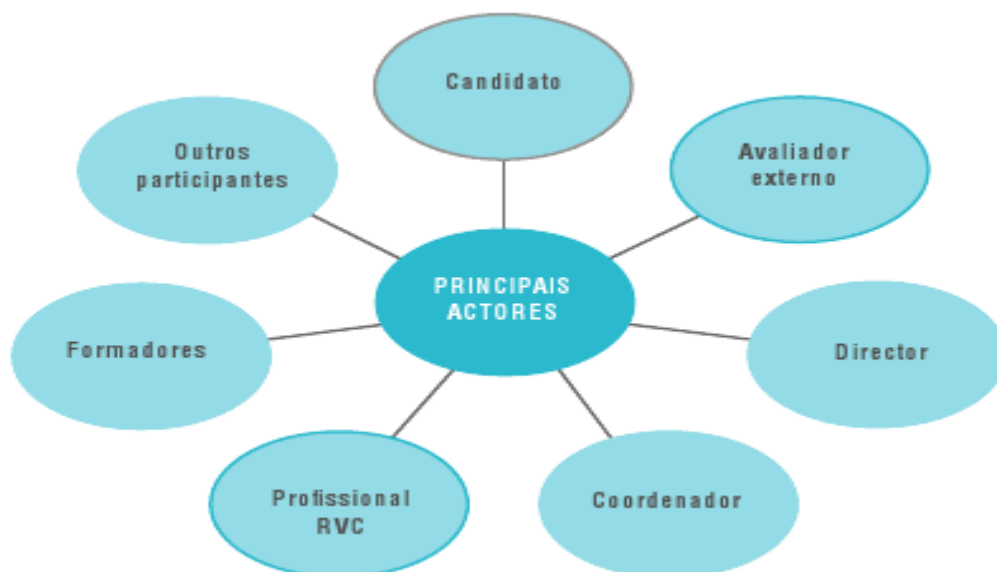 Candidato
Outros
participantes
Avaliador
externo
PRINCIPAIS
ACTORES
Formadores
Director
Profissional
RVC
Coordenador